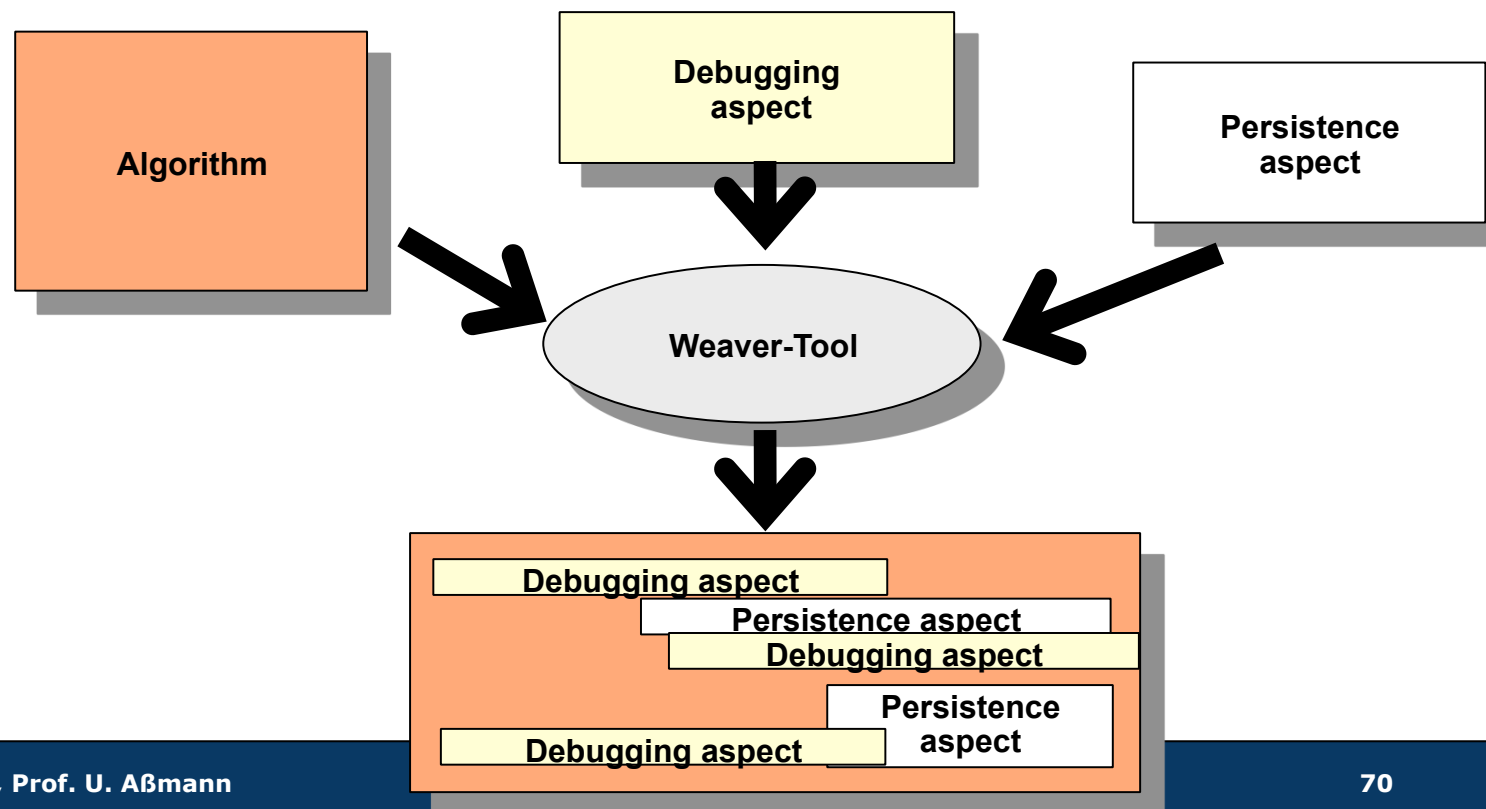 Debugging
aspect
Algorithm
Persistence
aspect
Weaver-Tool
Debugging aspect
Persistence aspect
Debugging aspect
Persistence
aspect
Debugging aspect
, Prof. U. Aßmann
70